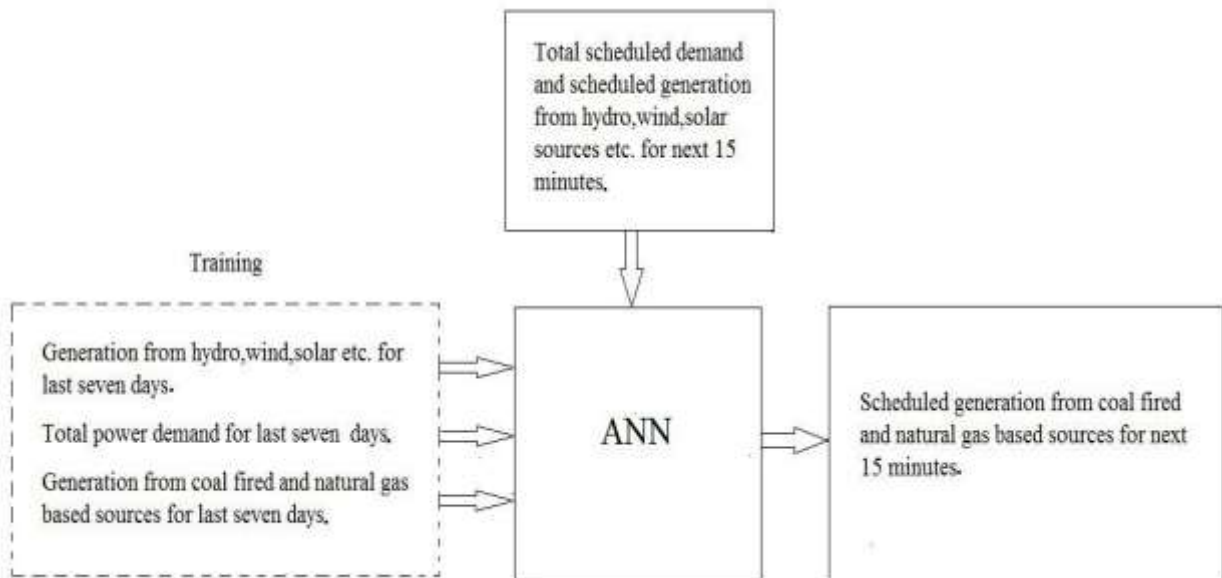 Total scheduled demand
and scheduled generation
from hydro,wind,solar
sources etc. for next 15
minutes.
Training
Generation from hydro,wind,solar etc. for
last seven days.
Total power demand for last seven days.
Generation from coal fired and natural gas
based sources for last seven days.
ANN
Scheduled generation from coal fired
and natural gas based sources for next
15 minutes.